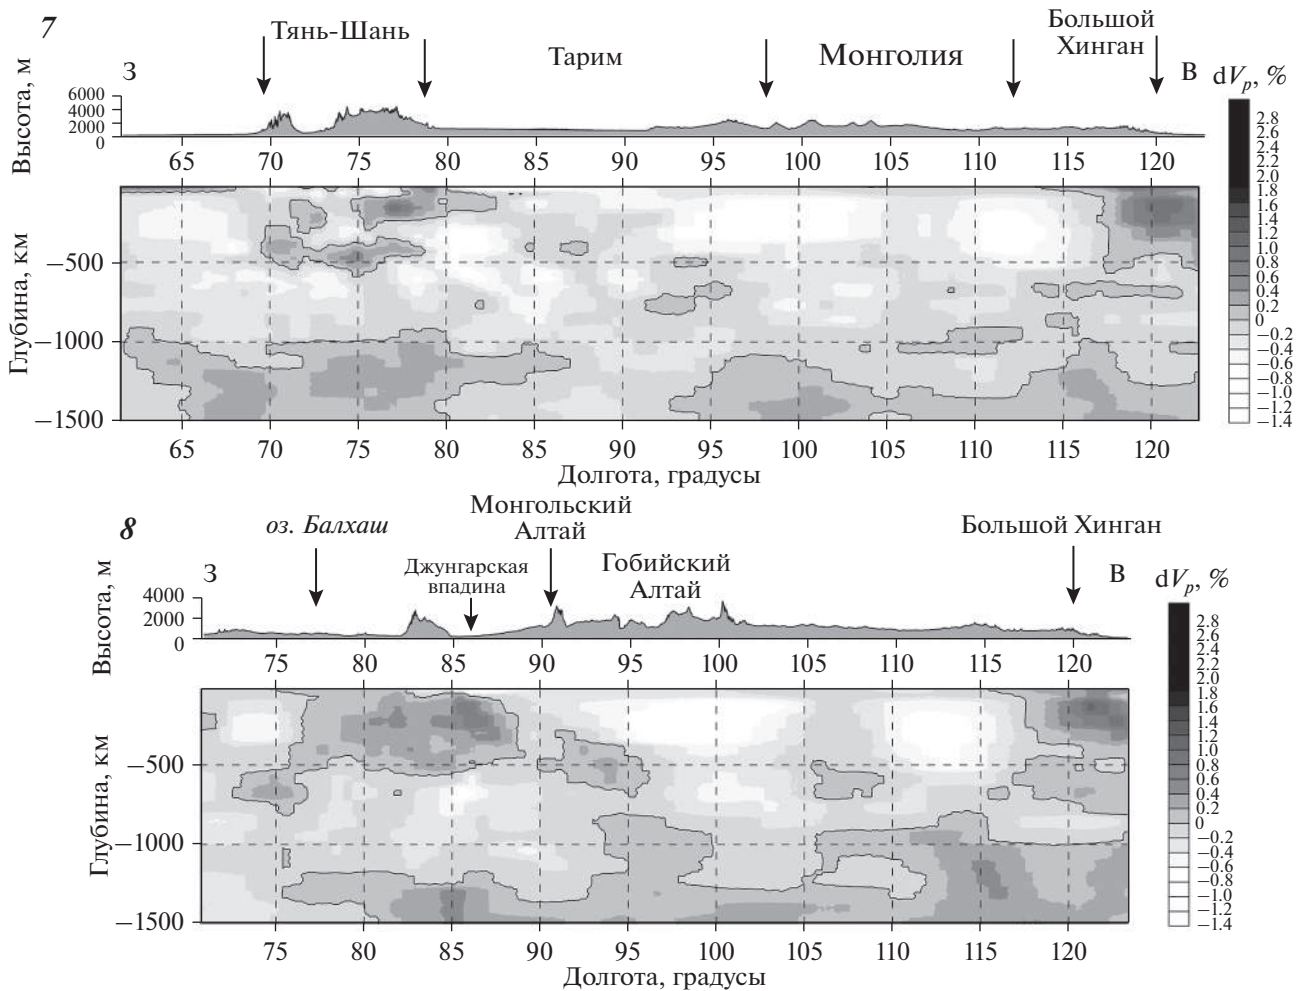 7
Тянь-Шань
Тарим
Монголия
Большой
Хинган
З
В
dVp, %
Высота, м
6000
4000
2000
0
65 70 75 80 85 90 95 100 105 110 115 120
Глубина, км
−500
−1000
−1500
65 70 75 80 85 90 95 100 105 110 115 120
Долгота, градусы
2.8
2.6
2.4
2.2
2.0
1.8
1.6
1.4
1.2
1.0
0.8
0.6
0.4
0.2
0
−0.2
−0.4
−0.6
−0.8
−1.0
−1.2
−1.4
8
оз. Балхаш
Джунгарская
впадина
Монгольский
Алтай
Гобийский
Алтай
Большой Хинган
З
В
dVp, %
Высота, м
4000
2000
0
75 80 85 90 95 100 105 110 115 120
Глубина, км
−500
−1000
−1500
75 80 85 90 95 100 105 110 115 120
Долгота, градусы
2.8
2.6
2.4
2.2
2.0
1.8
1.6
1.4
1.2
1.0
0.8
0.6
0.4
0.2
0
−0.2
−0.4
−0.6
−0.8
−1.0
−1.2
−1.4